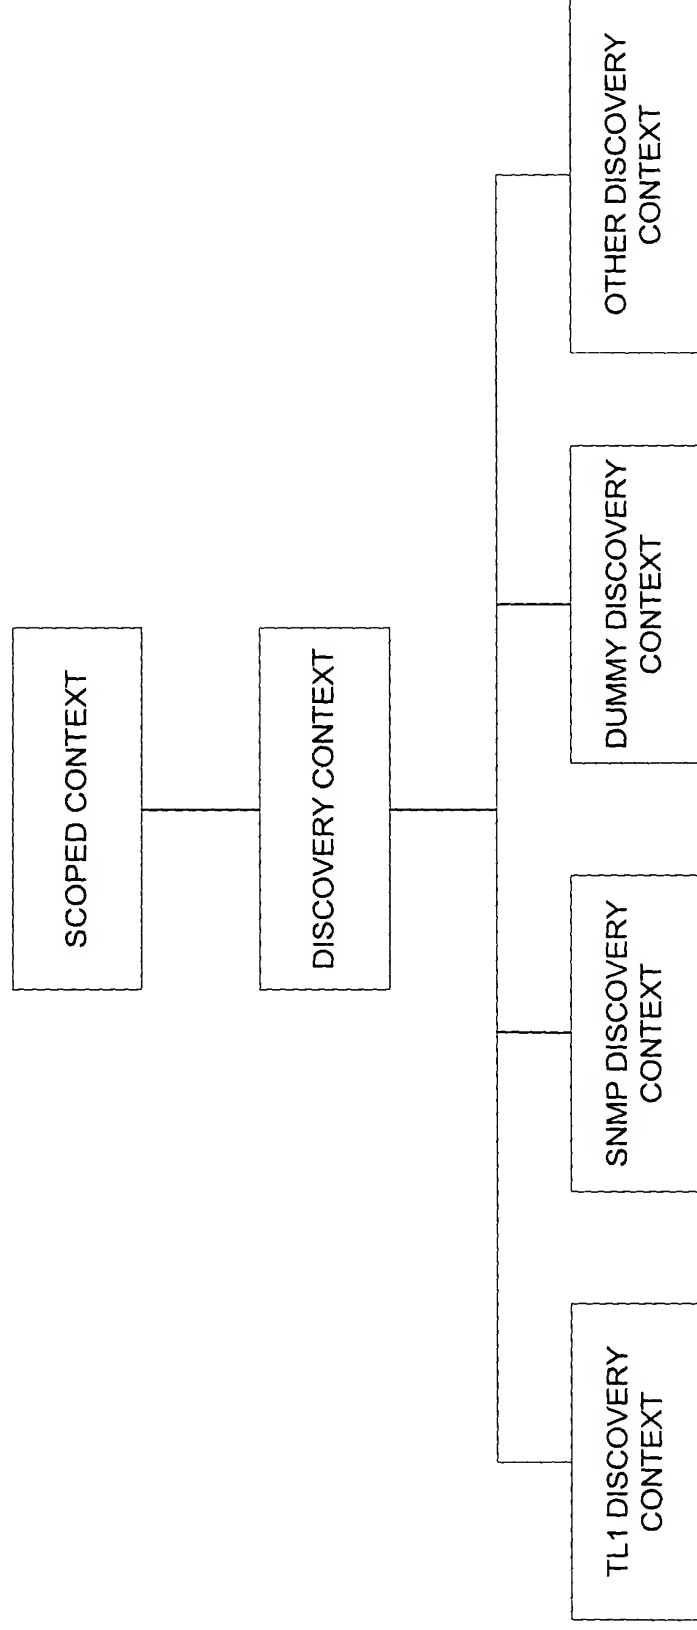 SCOPED CONTEXT
DISCOVERY CONTEXT
TL1 DISCOVERY
CONTEXT
SNMP DISCOVERY
CONTEXT
DUMMY DISCOVERY
CONTEXT
OTHER DISCOVERY
CONTEXT